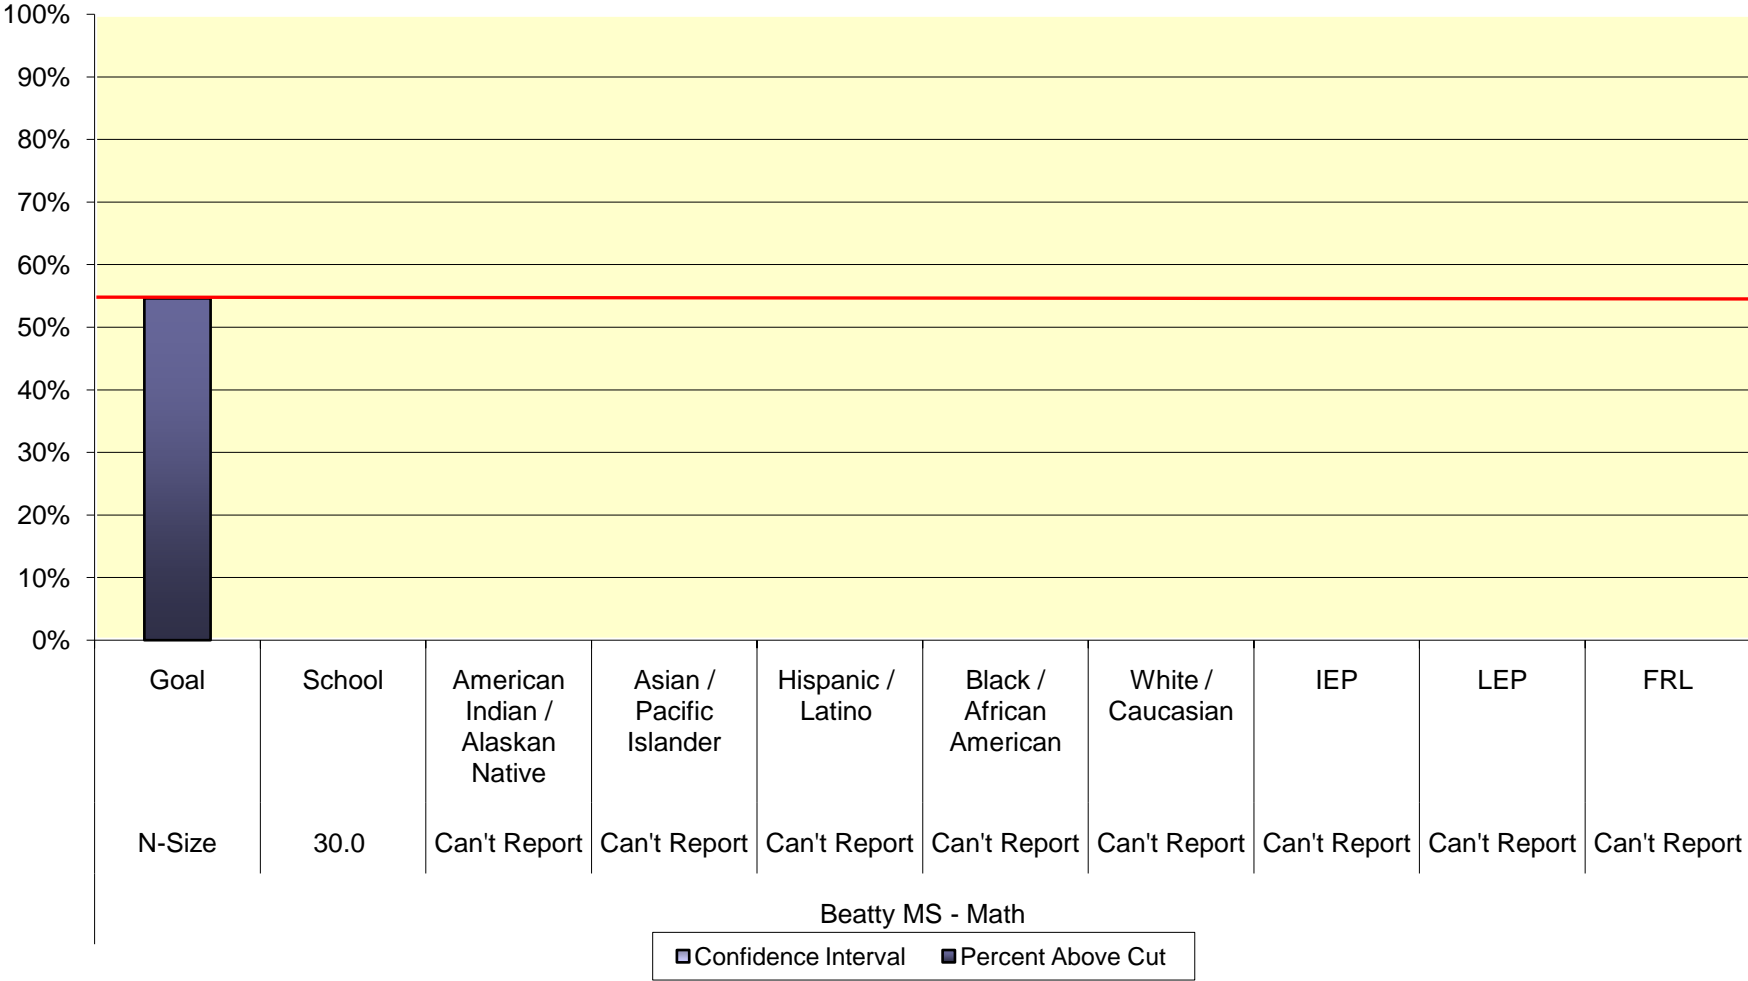 100%
90%
80%
70%
60%
50%
40%
30%
20%
10%
0%
Goal School American Asian / Hispanic / Black / White / IEP LEP FRL
Indian / Pacific Latino African Caucasian
Alaskan Islander American
Native
N-Size 30.0 Can't Report Can't Report Can't Report Can't Report Can't Report Can't Report Can't Report Can't Report
Beatty MS - Math
Confidence Interval Percent Above Cut